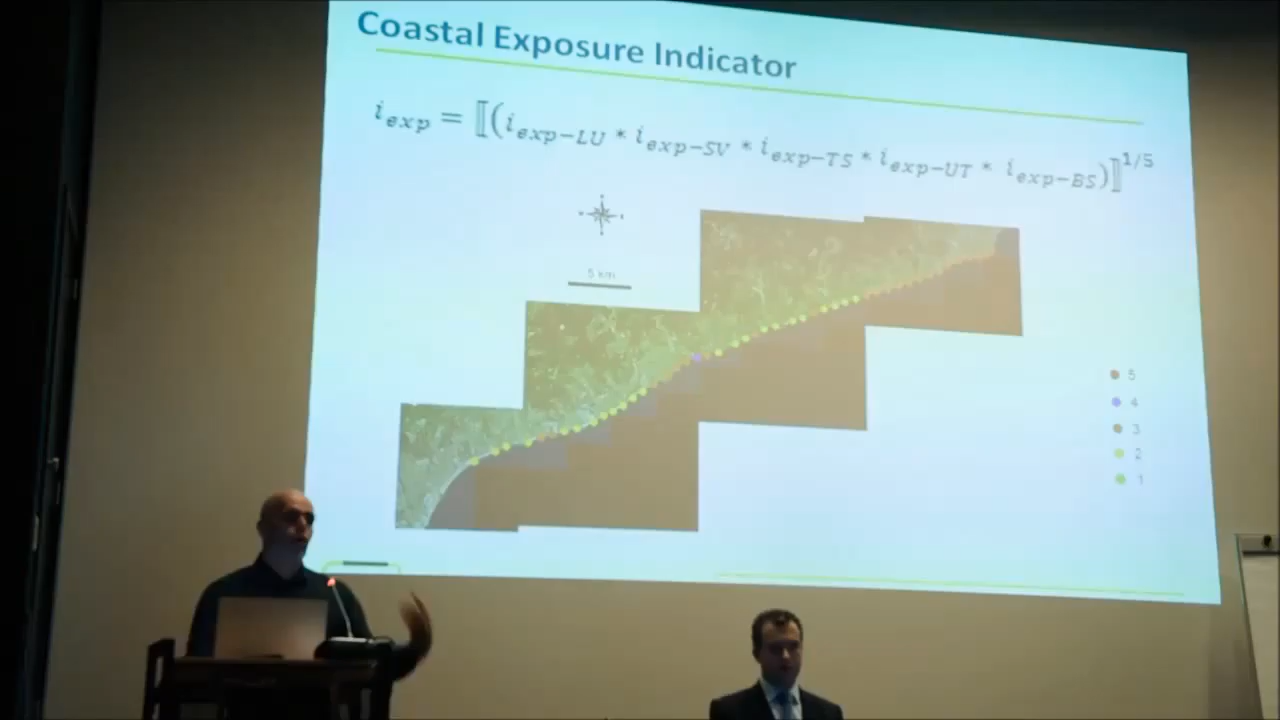 Coastal Exposure Indicator
i_exp = ⟦(i_exp−LU * i_exp−SV * i_exp−TS * i_exp−UT * i_exp−BS)⟧^1/5
5 km
5
4
3
2
1